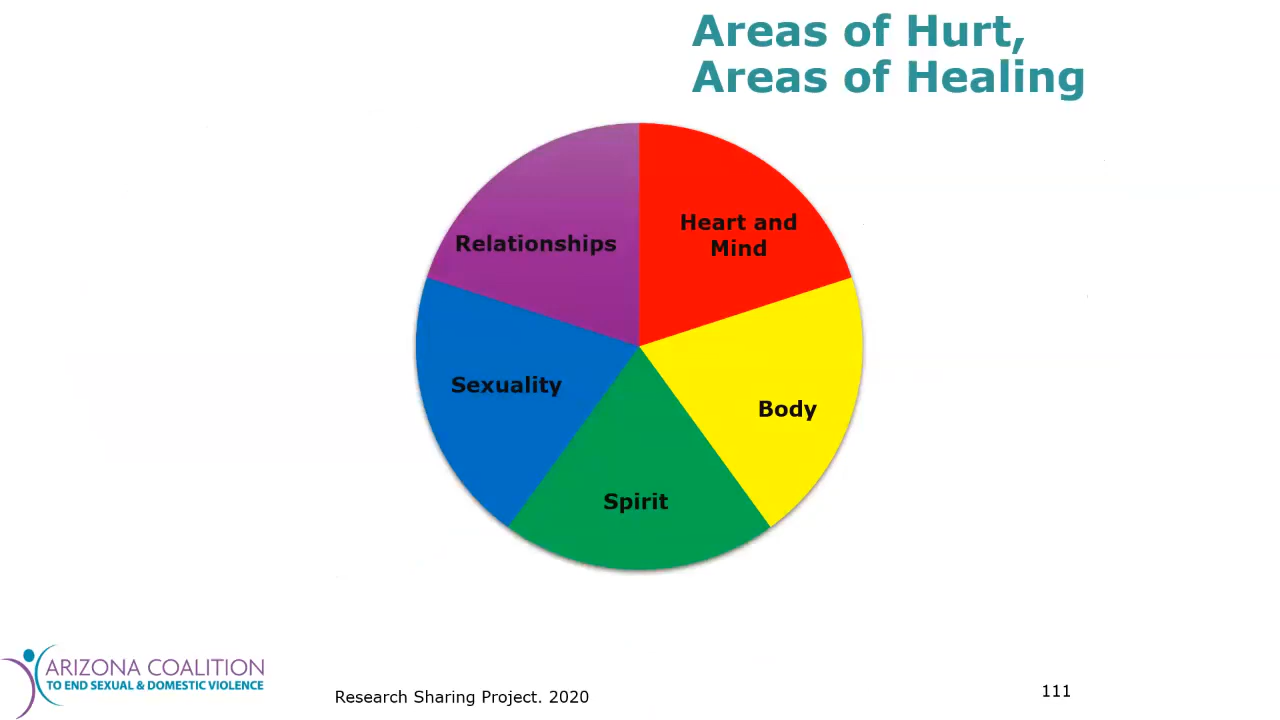 Areas of Hurt,
Areas of Healing
Heart and
Mind
Relationships
Sexuality
Body
Spirit
ARIZONA COALITION
TO END SEXUAL & DOMESTIC VIOLENCE
Research Sharing Project. 2020
111